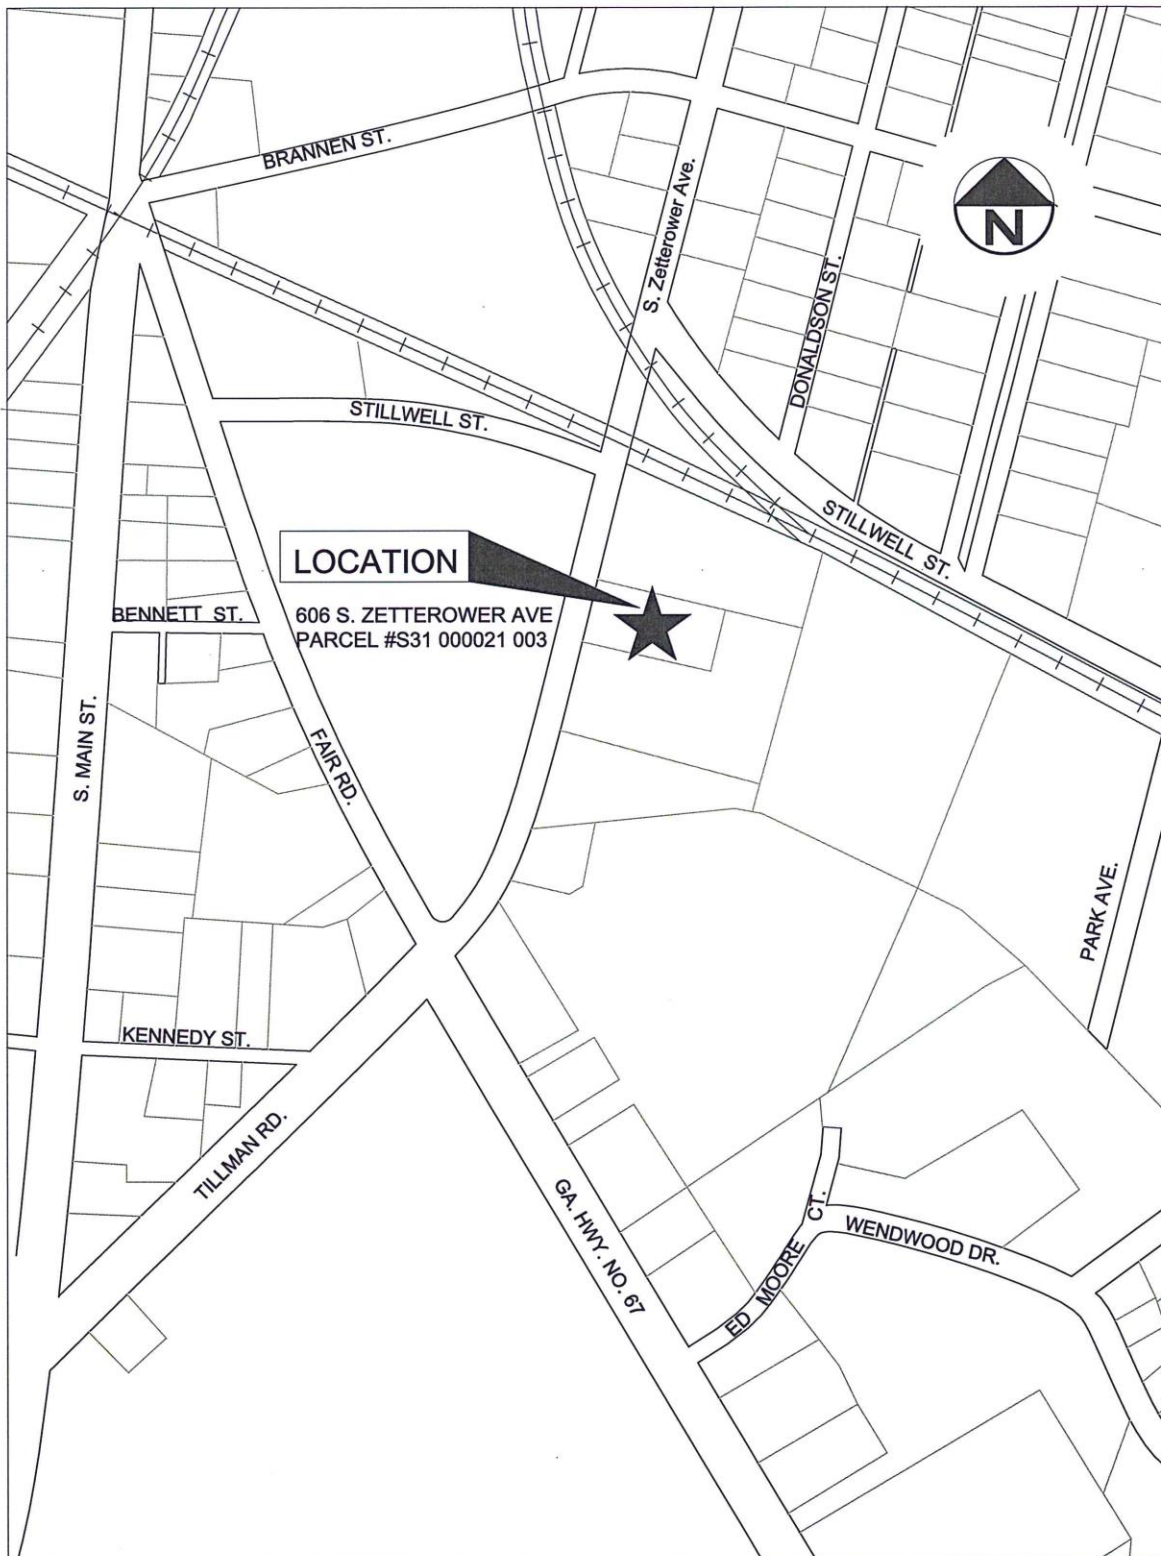 BRANNEN ST.
N
S. Zetterower Ave.
DONALDSON ST.
STILLWELL ST.
STILLWELL ST.
LOCATION
606 S. ZETTEROWER AVE
PARCEL #S31 000021 003
BENNETT ST.
S. MAIN ST.
FAIR RD.
PARK AVE.
KENNEDY ST.
TILLMAN RD.
GA. HWY. NO. 67
ED MOORE CT.
WENDWOOD DR.